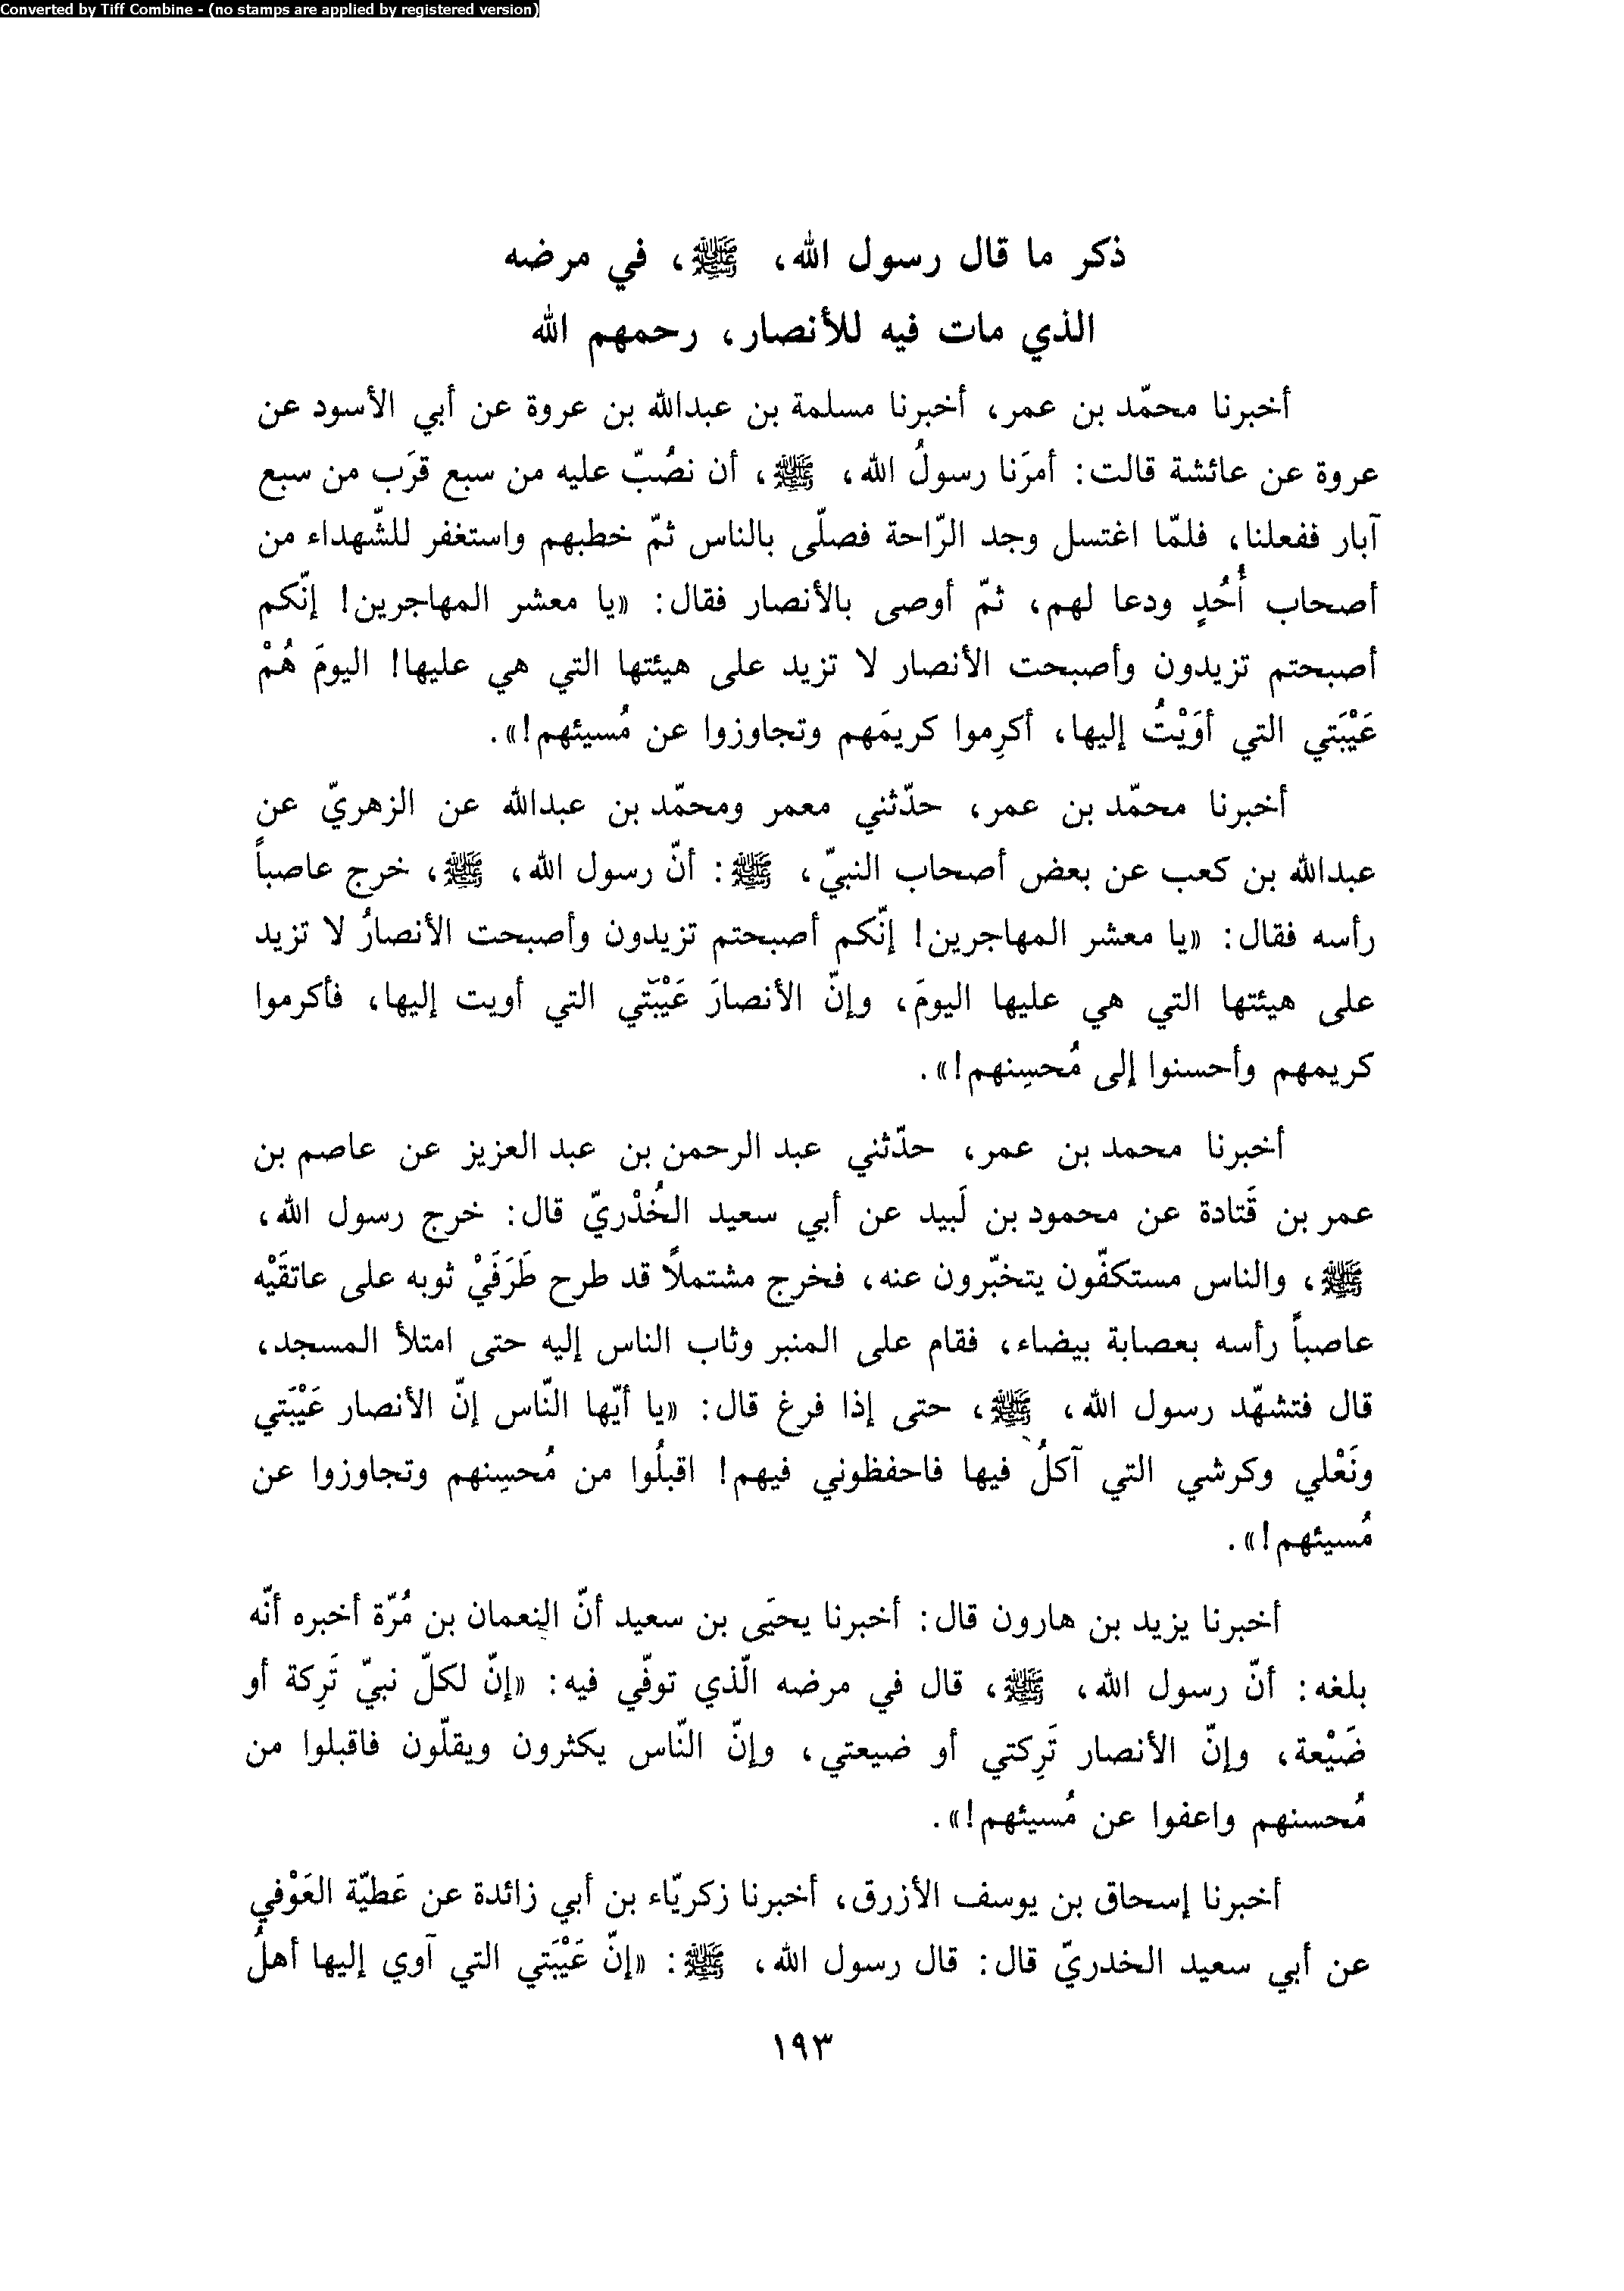 Converted by Tiff Combine - (no stamps are applied by registered version)
ذكر ما قال رسول الله، ﷺ، في مرضه
الذي مات فيه للأنصار، رحمهم الله
أخبرنا محمّد بن عمر، أخبرنا مسلمة بن عبدالله بن عروة عن أبي الأسود عن
عروة عن عائشة قالت: أمرَنا رسولُ الله، ﷺ، أن نصُبّ عليه من سبع قرَب من سبع
آبار ففعلنا، فلمّا اغتسل وجد الرّاحة فصلّى بالناس ثمّ خطبهم واستغفر للشّهداء من
أصحاب أُحُدٍ ودعا لهم، ثمّ أوصى بالأنصار فقال: «يا معشر المهاجرين! إنّكم
أصبحتم تزيدون وأصبحت الأنصار لا تزيد على هيئتها التي هي عليها! اليومَ هُمْ
عَيْبَتي التي أوَيْتُ إليها، أكرِموا كريمَهم وتجاوزوا عن مُسيئهم!».
أخبرنا محمّد بن عمر، حدّثني معمر ومحمّد بن عبدالله عن الزهريّ عن
عبدالله بن كعب عن بعض أصحاب النبيّ، ﷺ: أنّ رسول الله، ﷺ، خرج عاصباً
رأسه فقال: «يا معشر المهاجرين! إنّكم أصبحتم تزيدون وأصبحت الأنصارُ لا تزيد
على هيئتها التي هي عليها اليومَ، وإنّ الأنصارَ عَيْبَتي التي أويت إليها، فأكرموا
كريمهم وأحسنوا إلى مُحسِنهم!».
أخبرنا محمد بن عمر، حدّثني عبد الرحمن بن عبد العزيز عن عاصم بن
عمر بن قَتادة عن محمود بن لَبيد عن أبي سعيد الخُدْريّ قال: خرج رسول الله،
ﷺ، والناس مستكفّون يتخبّرون عنه، فخرج مشتملاً قد طرح طَرَفَيْ ثوبه على عاتقَيْه
عاصباً رأسه بعصابة بيضاء، فقام على المنبر وثاب الناس إليه حتى امتلأ المسجد،
قال فتشهّد رسول الله، ﷺ، حتى إذا فرغ قال: «يا أيّها النّاس إنّ الأنصار عَيْبَتي
ونَعْلي وكرشي التي آكلُ فيها فاحفظوني فيهم! اقبلُوا من مُحسِنهم وتجاوزوا عن
مُسيئهم!».
أخبرنا يزيد بن هارون قال: أخبرنا يحيَى بن سعيد أنّ النعمان بن مُرّة أخبره أنّه
بلغه: أنّ رسول الله، ﷺ، قال في مرضه الّذي توفّي فيه: «إنّ لكلّ نبيّ تَرِكة أو
ضَيْعة، وإنّ الأنصار تَرِكتي أو ضيعتي، وإنّ النّاس يكثرون ويقلّون فاقبلوا من
مُحسنهم واعفوا عن مُسيئهم!».
أخبرنا إسحاق بن يوسف الأزرق، أخبرنا زكريّاء بن أبي زائدة عن عَطيّة العَوْفي
عن أبي سعيد الخدريّ قال: قال رسول الله، ﷺ: «إنّ عَيْبَتي التي آوي إليها أهلُ
١٩٣